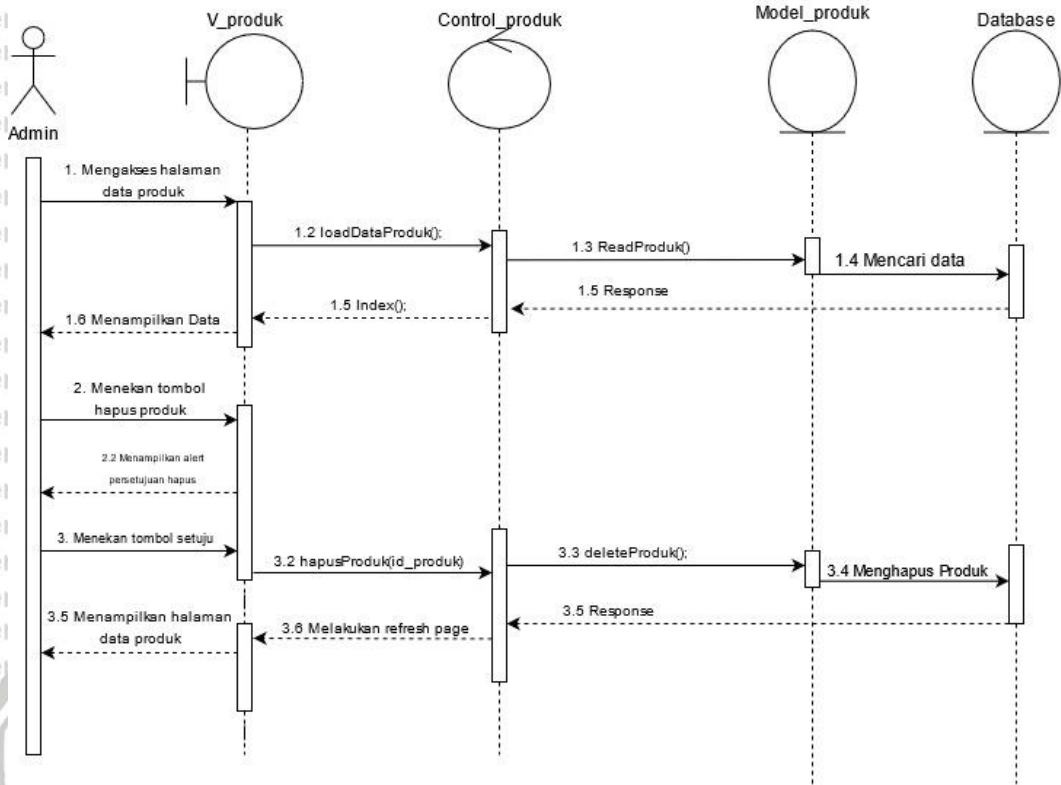 V_produk
Control_produk
Model_produk
Database
Admin
1. Mengakses halaman
data produk
1.2 loadDataProduk();
1.3 ReadProduk()
1.4 Mencari data
1.5 Response
1.5 Index();
1.6 Menampilkan Data
2. Menekan tombol
hapus produk
2.2 Menampilkan alert
persetujuan hapus
3. Menekan tombol setuju
3.2 hapusProduk(id_produk)
3.3 deleteProduk();
3.4 Menghapus Produk
3.5 Response
3.6 Melakukan refresh page
3.5 Menampilkan halaman
data produk